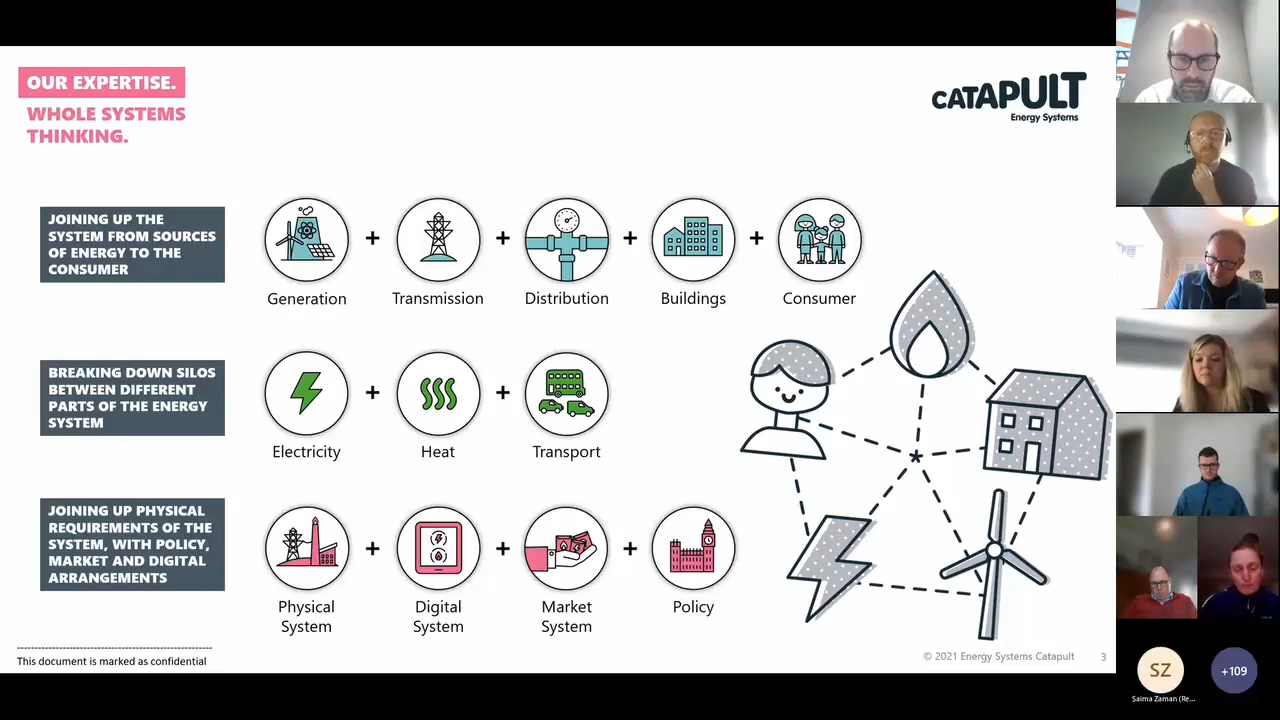 OUR EXPERTISE.
WHOLE SYSTEMS
THINKING.
CATAPULT
Energy Systems
JOINING UP THE
SYSTEM FROM SOURCES
OF ENERGY TO THE
CONSUMER
+ + + +
Generation Transmission Distribution Buildings Consumer
BREAKING DOWN SILOS
BETWEEN DIFFERENT
PARTS OF THE ENERGY
SYSTEM
+ +
Electricity Heat Transport
JOINING UP PHYSICAL
REQUIREMENTS OF THE
SYSTEM, WITH POLICY,
MARKET AND DIGITAL
ARRANGEMENTS
+ + +
Physical
System
Digital
System
Market
System
Policy
This document is marked as confidential
© 2021 Energy Systems Catapult 3
SZ
Saima Zaman (Re...
+109